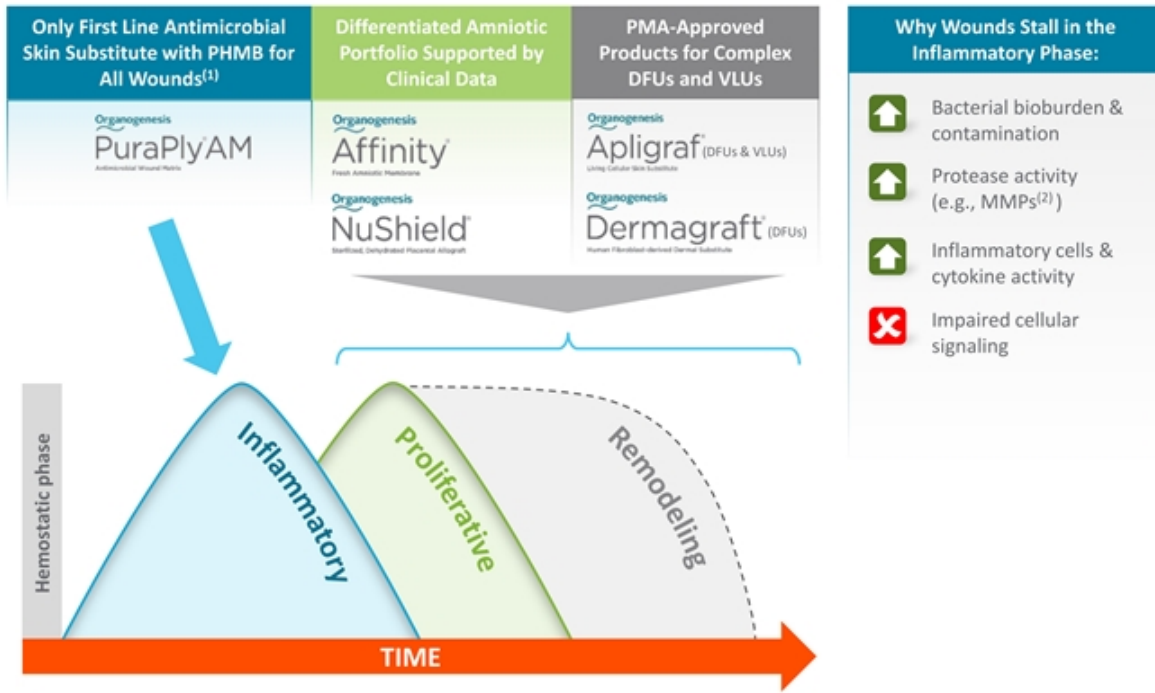 Only First Line Antimicrobial
Skin Substitute with PHMB for
All Wounds(1)
Organogenesis
PuraPly®AM
Antimicrobial Wound Matrix
Differentiated Amniotic
Portfolio Supported by
Clinical Data
Organogenesis
Affinity®
Fresh Amniotic Membrane
Organogenesis
NuShield®
Sterilized, Dehydrated Placental Allograft
PMA-Approved
Products for Complex
DFUs and VLUs
Organogenesis
Apligraf® (DFUs & VLUs)
Living Cellular Skin Substitute
Organogenesis
Dermagraft® (DFUs)
Human Fibroblast-derived Dermal Substitute
Why Wounds Stall in the
Inflammatory Phase:
Bacterial bioburden &
contamination
Protease activity
(e.g., MMPs(2) )
Inflammatory cells &
cytokine activity
Impaired cellular
signaling
Hemostatic phase
Inflammatory
Proliferative
Remodeling
TIME